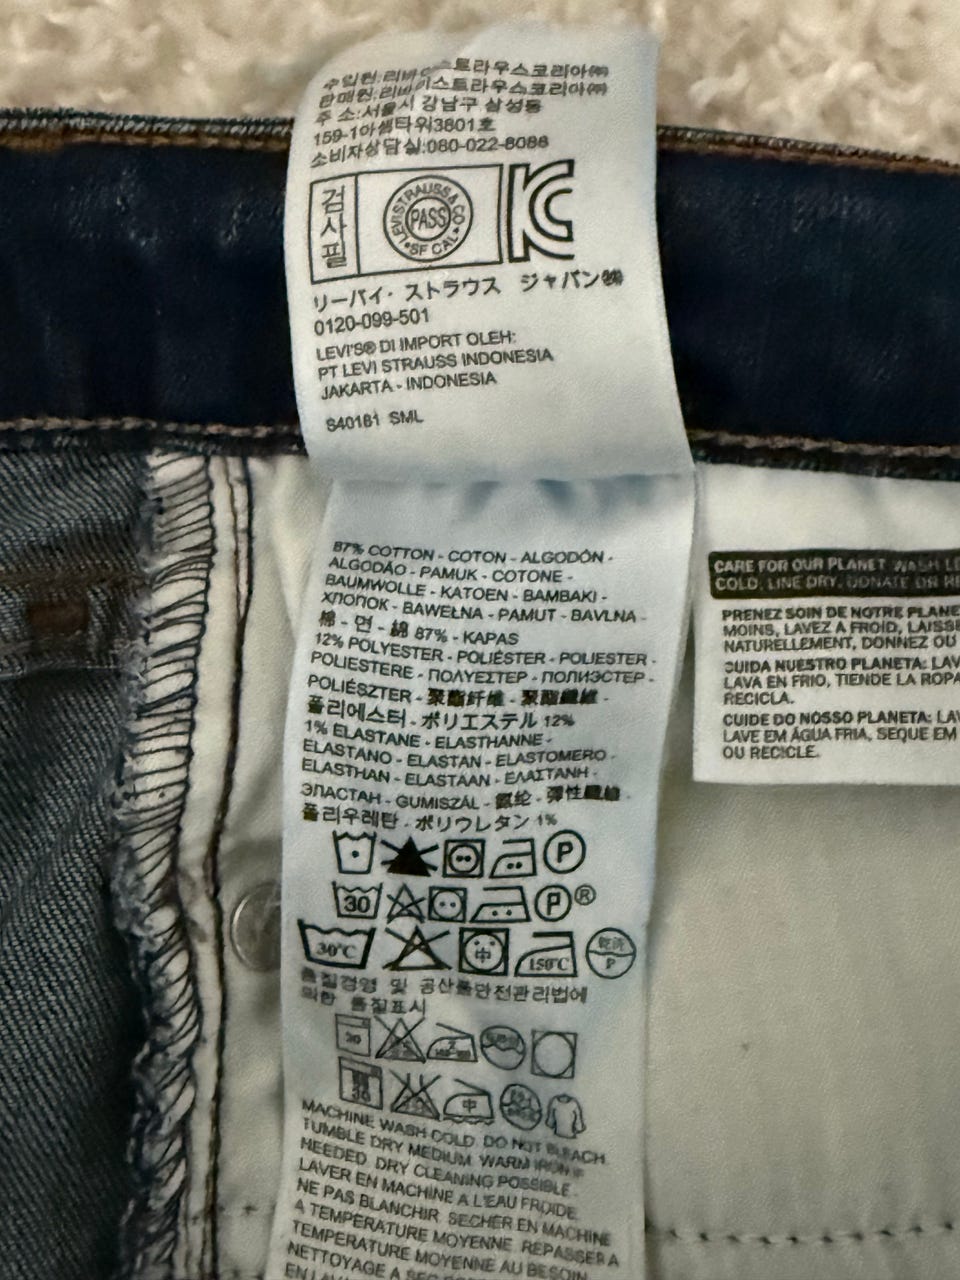 수입원:리바이스트라우스코리아㈜
판매원:리바이스트라우스코리아㈜
주 소:서울시 강남구 삼성동
159-1아셈타워3801호
소비자상담실:080-022-8088
검사필
LEVI STRAUSS & CO
PASS
SF CAL
リーバイ・ストラウス ジャパン㈱
0120-099-501
LEVI'S® DI IMPORT OLEH:
PT LEVI STRAUSS INDONESIA
JAKARTA - INDONESIA
S40181 SML
87% COTTON - COTON - ALGODÓN -
ALGODÃO - PAMUK - COTONE -
BAUMWOLLE - KATOEN - BAMBAKI -
ХЛОПОК - BAWEŁNA - PAMUT - BAVLNA -
棉 - 면 - 綿 87% - KAPAS
12% POLYESTER - POLIÉSTER - POLIESTER -
POLIESTERE - ΠΟΛΥΕΣΤΕΡ - ПОЛИЭСТЕР -
POLIÉSZTER - 聚酯纤维 - 聚酯纖維 -
폴리에스터 - ポリエステル 12%
1% ELASTANE - ELASTHANNE -
ELASTANO - ELASTAN - ELASTOMERO -
ELASTHAN - ELASTAAN - ΕΛΑΣΤΑΝΗ -
ЭЛАСТАН - GUMISZÁL - 氨纶 - 彈性纖維 -
폴리우레탄 - ポリウレタン 1%
P
30 P®
30°C 中 150°C 乾洗 P
품질경영 및 공산품안전관리법에
의한 품질표시
30
30 中
MACHINE WASH COLD DO NOT BLEACH
TUMBLE DRY MEDIUM WARM IRON IF
NEEDED DRY CLEANING POSSIBLE
LAVER EN MACHINE A L'EAU FROIDE
NE PAS BLANCHIR SECHER EN MACHINE
A TEMPERATURE MOYENNE REPASSER A
TEMPERATURE MOYENNE AU BESOIN
NETTOYAGE A SEC
CARE FOR OUR PLANET WASH
COLD, LINE DRY, DONATE OR
PRENEZ SOIN DE NOTRE PLANE
MOINS, LAVEZ A FROID, LAISSE
NATURELLEMENT, DONNEZ OU
CUIDA NUESTRO PLANETA: LAV
LAVA EN FRIO, TIENDE LA ROPA
RECICLA.
CUIDE DO NOSSO PLANETA: LAV
LAVE EM ÁGUA FRIA, SEQUE EM
OU RECICLE.